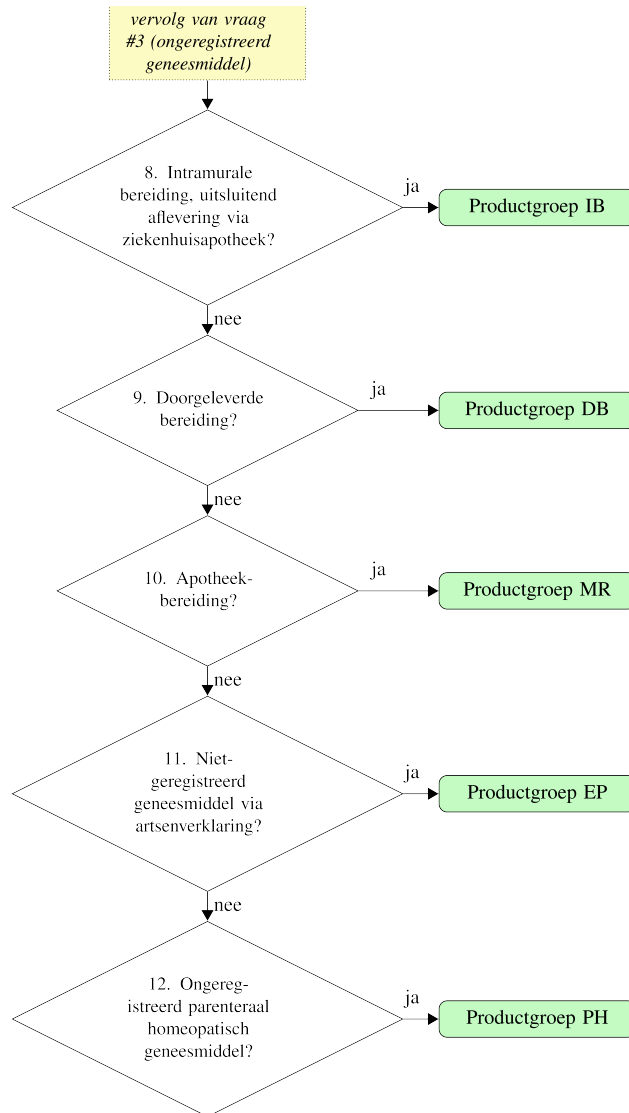 vervolg van vraag
#3 (ongeregistreerd
geneesmiddel)
8. Intramurale
bereiding, uitsluitend
aflevering via
ziekenhuisapotheek?
ja
Productgroep IB
nee
9. Doorgeleverde
bereiding?
ja
Productgroep DB
nee
10. Apotheek-
bereiding?
ja
Productgroep MR
nee
11. Niet-
geregistreerd
geneesmiddel via
artsenverklaring?
ja
Productgroep EP
nee
12. Ongereg-
istreerd parenteraal
homeopatisch
geneesmiddel?
ja
Productgroep PH